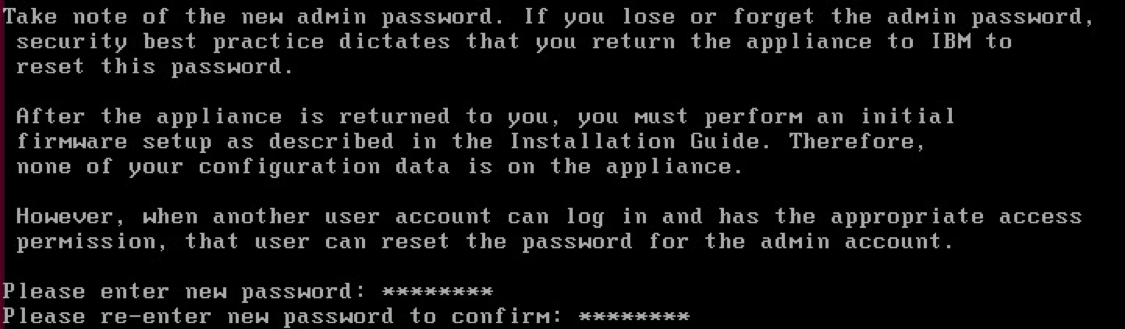 Take note of the new admin password. If you lose or forget the admin password,
security best practice dictates that you return the appliance to IBM to
reset this password.
After the appliance is returned to you, you must perform an initial
firmware setup as described in the Installation Guide. Therefore,
none of your configuration data is on the appliance.
However, when another user account can log in and has the appropriate access
permission, that user can reset the password for the admin account.
Please enter new password: ********
Please re-enter new password to confirm: ********